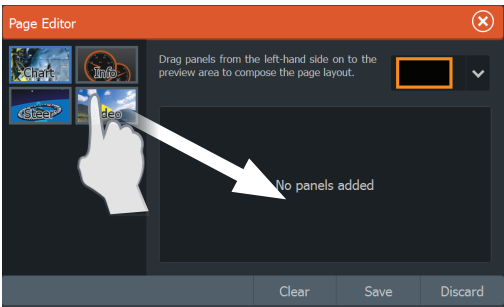 Page Editor
Chart
Info
Steer
Video
Drag panels from the left-hand side on to the
preview area to compose the page layout.
No panels added
Clear
Save
Discard